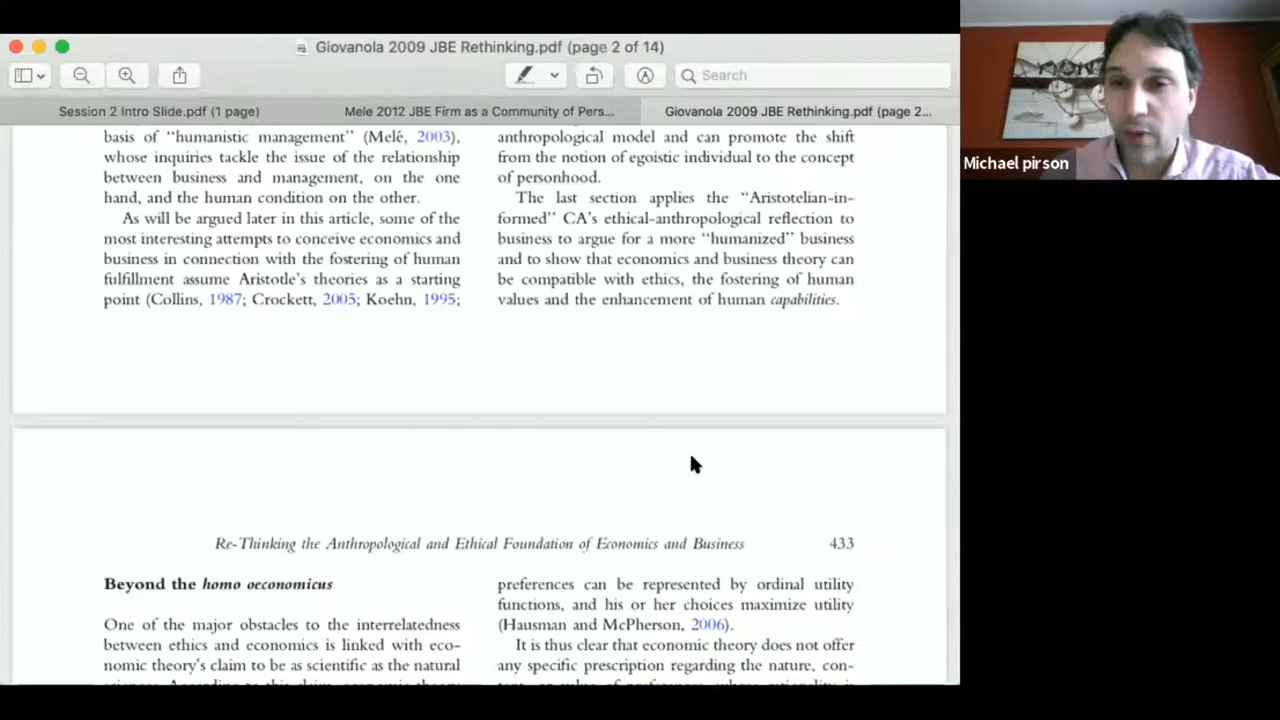 Giovanola 2009 JBE Rethinking.pdf (page 2 of 14)
Search
Session 2 Intro Slide.pdf (1 page)
Mele 2012 JBE Firm as a Community of Pers...
Giovanola 2009 JBE Rethinking.pdf (page 2...
Michael pirson
basis of “humanistic management” (Melé, 2003),
whose inquiries tackle the issue of the relationship
between business and management, on the one
hand, and the human condition on the other.
As will be argued later in this article, some of the
most interesting attempts to conceive economics and
business in connection with the fostering of human
fulfillment assume Aristotle’s theories as a starting
point (Collins, 1987; Crockett, 2005; Koehn, 1995;
anthropological model and can promote the shift
from the notion of egoistic individual to the concept
of personhood.
The last section applies the “Aristotelian-in-
formed” CA’s ethical-anthropological reflection to
business to argue for a more “humanized” business
and to show that economics and business theory can
be compatible with ethics, the fostering of human
values and the enhancement of human capabilities.
Re-Thinking the Anthropological and Ethical Foundation of Economics and Business 433
Beyond the homo oeconomicus
One of the major obstacles to the interrelatedness
between ethics and economics is linked with eco-
nomic theory’s claim to be as scientific as the natural
preferences can be represented by ordinal utility
functions, and his or her choices maximize utility
(Hausman and McPherson, 2006).
It is thus clear that economic theory does not offer
any specific prescription regarding the nature, con-